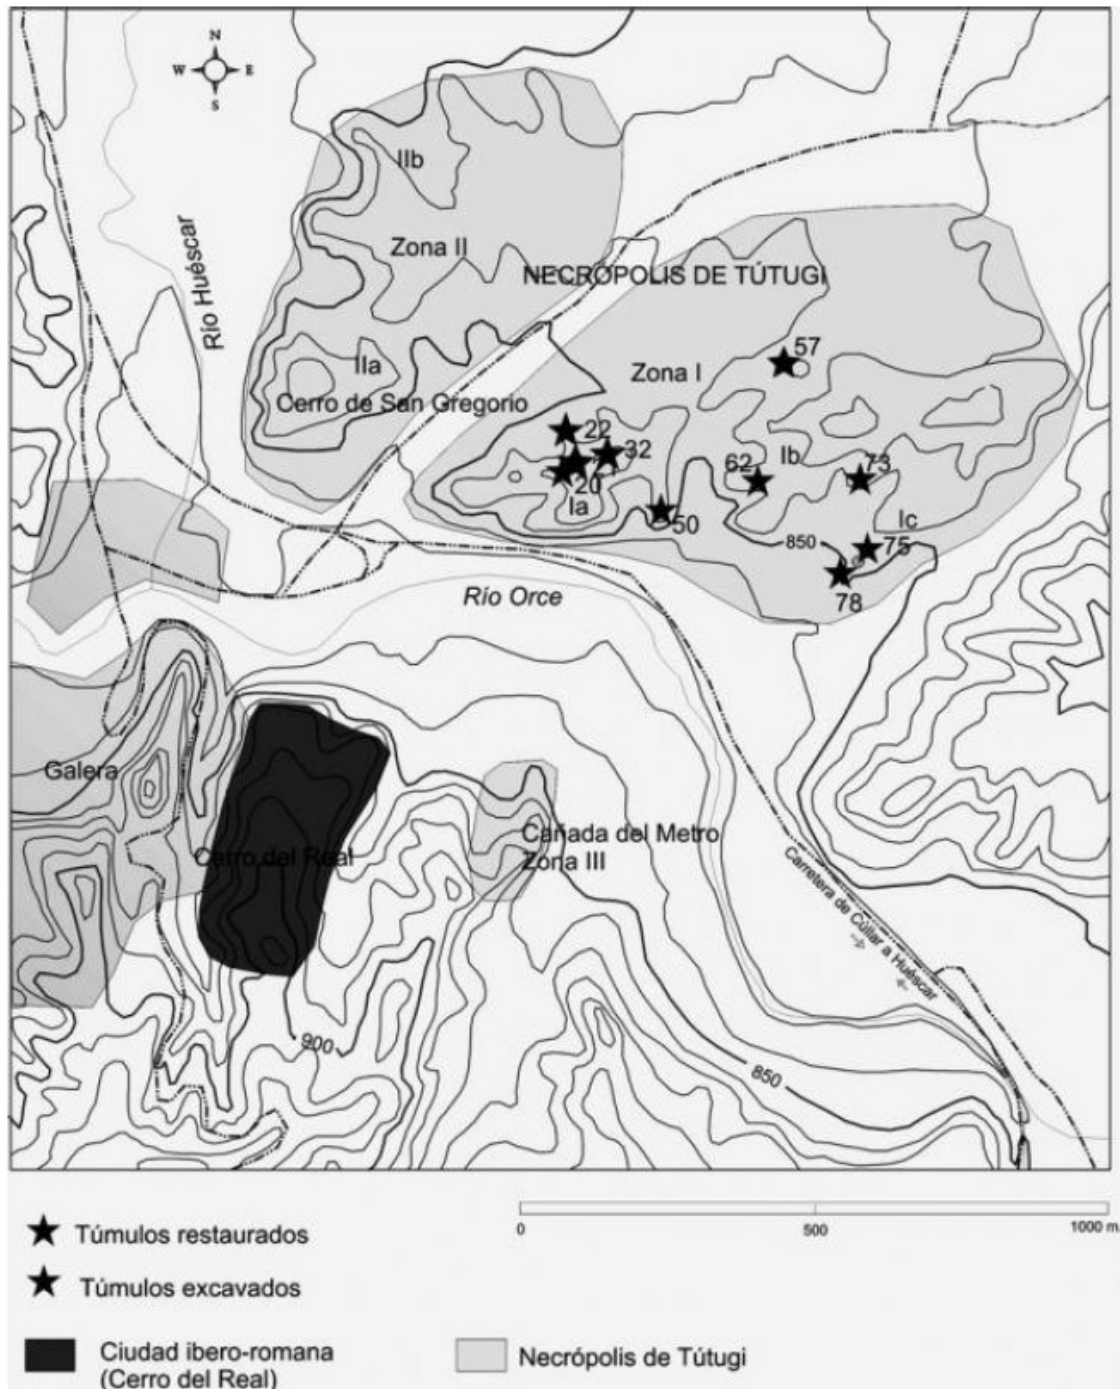 N
W E
S
IIb
Zona II
Río Huéscar
NECRÓPOLIS DE TÚTUGI
57
IIa
Zona I
Cerro de San Gregorio
22
32
Ib
62
73
20
Ia
50
Ic
850
75
78
Río Orce
Galera
Cañada del Metro
Zona III
Cerro del Real
Carretera de Cúllar a Huéscar
900
850
Túmulos restaurados
0 500 1000 m.
Túmulos excavados
Ciudad ibero-romana
(Cerro del Real)
Necrópolis de Tútugi